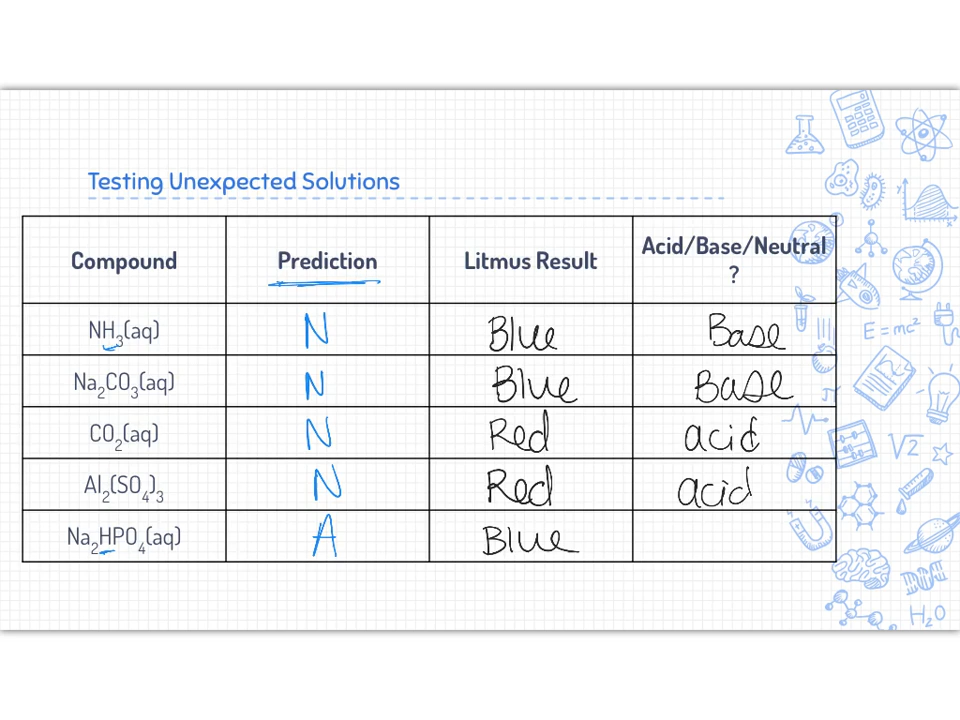 Testing Unexpected Solutions
Compound Prediction Litmus Result Acid/Base/Neutral
?
NH₃(aq) N Blue Base
Na₂CO₃(aq) N Blue Base
CO₂(aq) N Red acid
Al₂(SO₄)₃ N Red acid
Na₂HPO₄(aq) A Blue
E=mc²
√2
H₂O